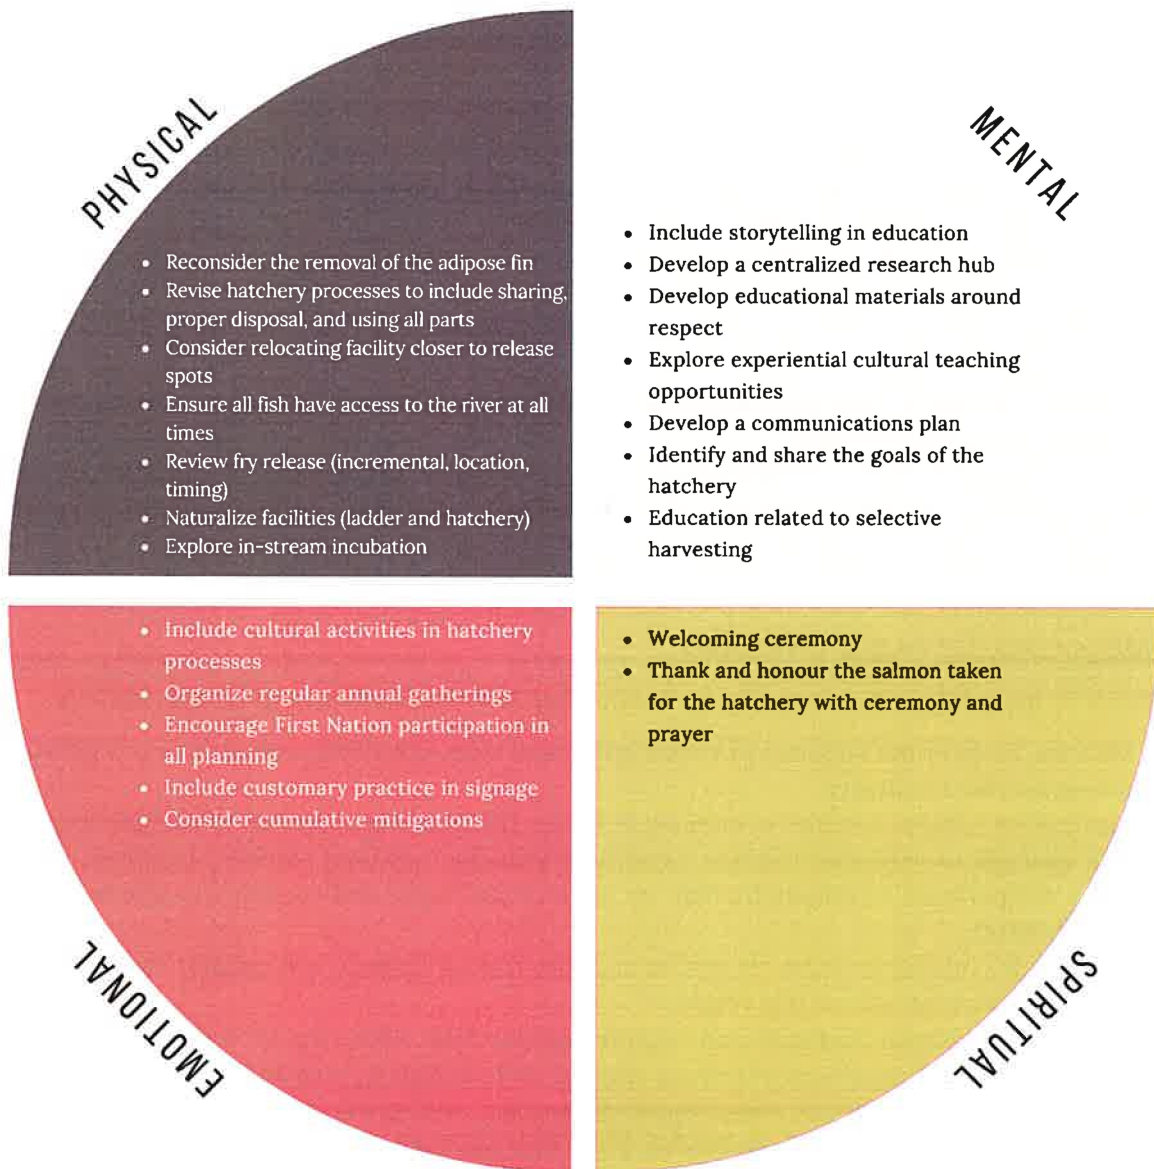 PHYSICAL
• Reconsider the removal of the adipose fin
• Revise hatchery processes to include sharing,
proper disposal, and using all parts
• Consider relocating facility closer to release
spots
• Ensure all fish have access to the river at all
times
• Review fry release (incremental, location,
timing)
• Naturalize facilities (ladder and hatchery)
• Explore in-stream incubation
MENTAL
• Include storytelling in education
• Develop a centralized research hub
• Develop educational materials around
respect
• Explore experiential cultural teaching
opportunities
• Develop a communications plan
• Identify and share the goals of the
hatchery
• Education related to selective
harvesting
• Include cultural activities in hatchery
processes
• Organize regular annual gatherings
• Encourage First Nation participation in
all planning
• Include customary practice in signage
• Consider cumulative mitigations
EMOTIONAL
• Welcoming ceremony
• Thank and honour the salmon taken
for the hatchery with ceremony and
prayer
SPIRITUAL